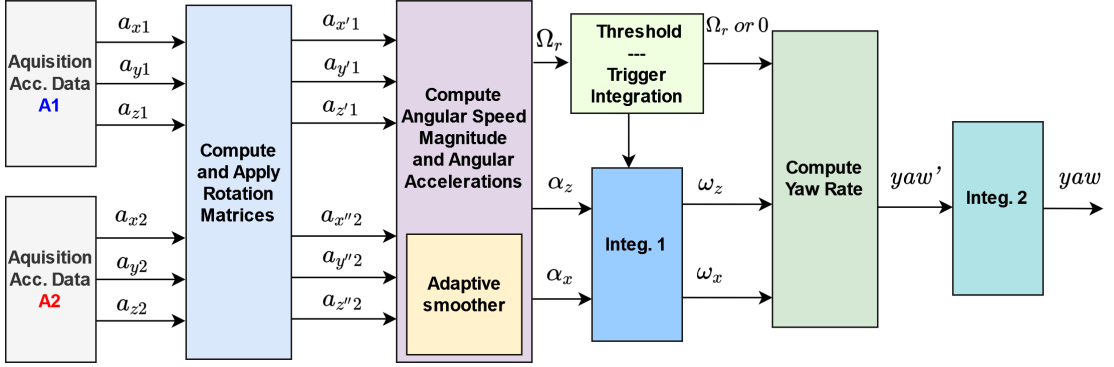 Aquisition
Acc. Data
A1
a_{x1}
a_{y1}
a_{z1}
Aquisition
Acc. Data
A2
a_{x2}
a_{y2}
a_{z2}
Compute
and Apply
Rotation
Matrices
a_{x'1}
a_{y'1}
a_{z'1}
a_{x''2}
a_{y''2}
a_{z''2}
Compute
Angular Speed
Magnitude
and Angular
Accelerations
Adaptive
smoother
Ω_r
α_z
α_x
Threshold
---
Trigger
Integration
Integ. 1
Ω_r or 0
ω_z
ω_x
Compute
Yaw Rate
yaw’
Integ. 2
yaw